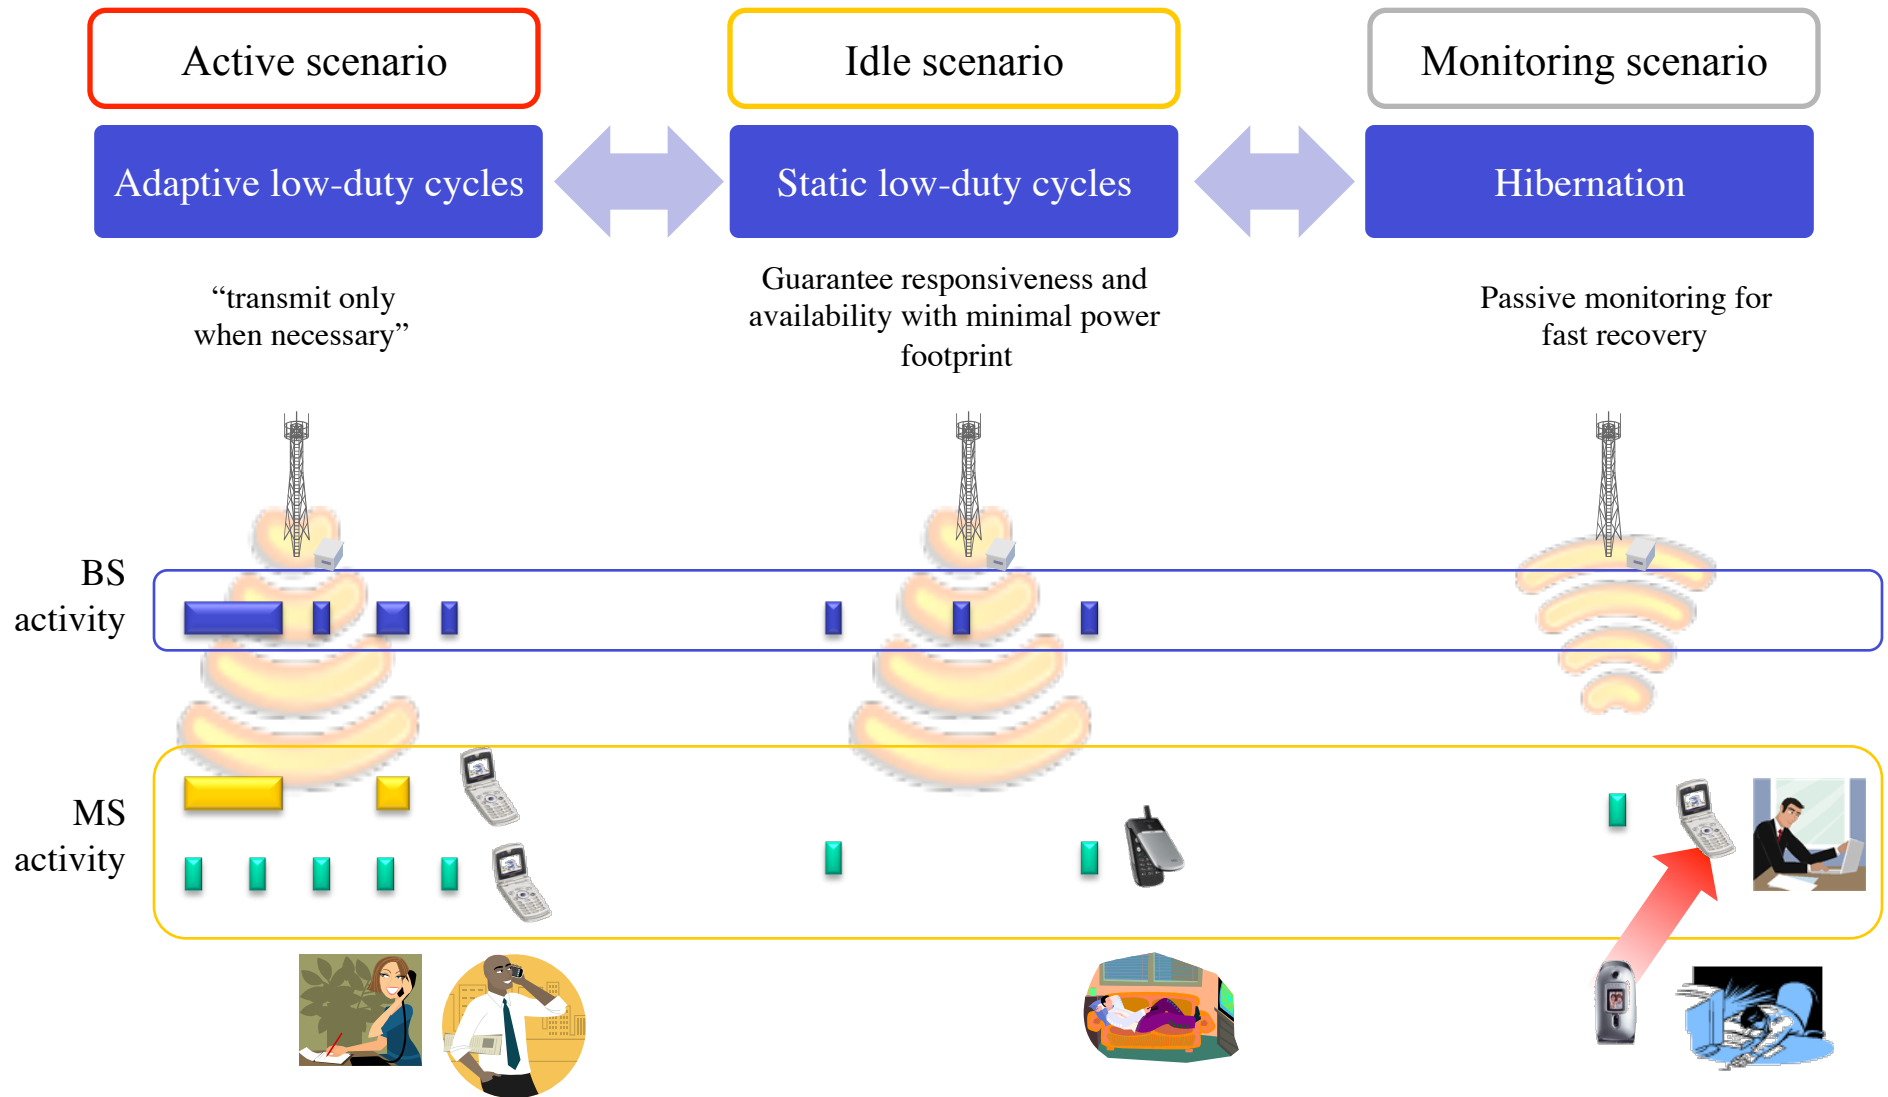 Active scenario
Idle scenario
Monitoring scenario
Adaptive low-duty cycles
Static low-duty cycles
Hibernation
“transmit only
when necessary”
Guarantee responsiveness and
availability with minimal power
footprint
Passive monitoring for
fast recovery
BS
activity
MS
activity